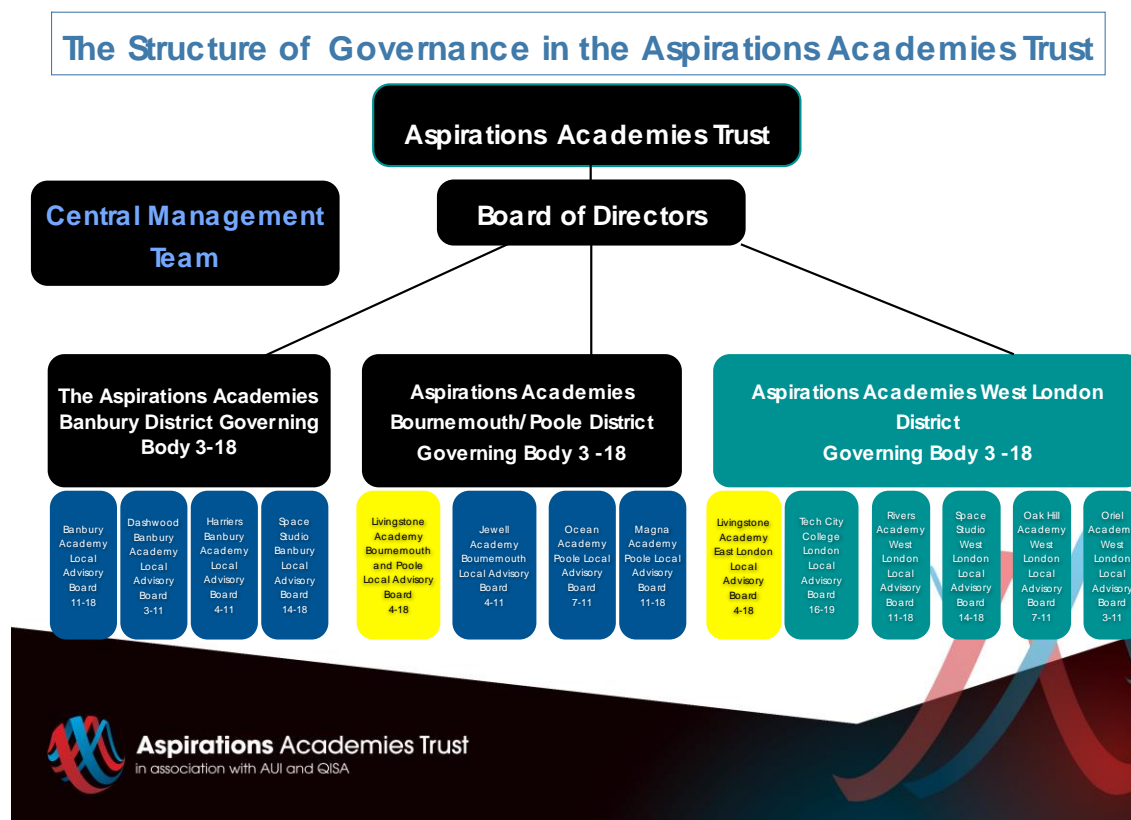 The Structure of Governance in the Aspirations Academies Trust
Aspirations Academies Trust
Central Management
Team
Board of Directors
The Aspirations Academies
Banbury District Governing
Body 3-18
Aspirations Academies
Bournemouth/Poole District
Governing Body 3 -18
Aspirations Academies West London
District
Governing Body 3 -18
Banbury
Academy
Local
Advisory
Board
11-18
Dashwood
Banbury
Academy
Local
Advisory
Board
3-11
Harriers
Banbury
Academy
Local
Advisory
Board
4-11
Space
Studio
Banbury
Local
Advisory
Board
14-18
Livingstone
Academy
Bournemouth
and Poole
Local Advisory
Board
4-18
Jewell
Academy
Bournemouth
Local Advisory
Board
4-11
Ocean
Academy
Poole Local
Advisory
Board
7-11
Magna
Academy
Poole Local
Advisory
Board
11-18
Livingstone
Academy
East London
Local
Advisory
Board
4-18
Tech City
College
London
Local
Advisory
Board
16-19
Rivers
Academy
West
London
Local
Advisory
Board
11-18
Space
Studio
West
London
Local
Advisory
Board
14-18
Oak Hill
Academy
West
London
Local
Advisory
Board
7-11
Oriel
Academy
West
London
Local
Advisory
Board
3-11
Aspirations Academies Trust
in association with AUI and QISA